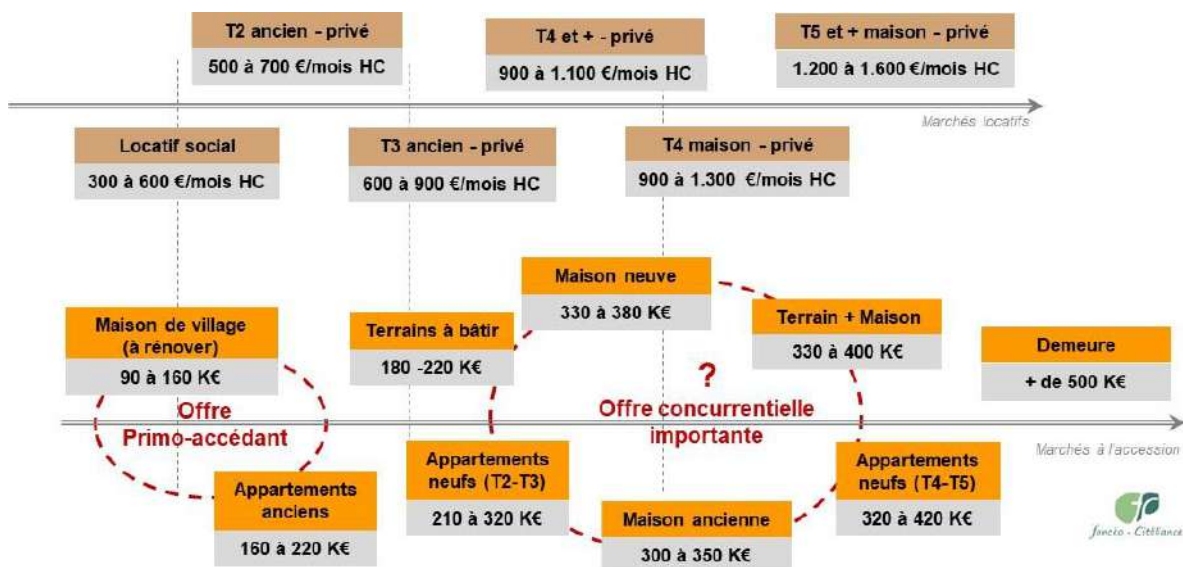 T2 ancien - privé
500 à 700 €/mois HC
T4 et + - privé
900 à 1.100 €/mois HC
T5 et + maison - privé
1.200 à 1.600 €/mois HC
Marchés locatifs
Locatif social
300 à 600 €/mois HC
T3 ancien - privé
600 à 900 €/mois HC
T4 maison - privé
900 à 1.300 €/mois HC
Maison neuve
330 à 380 K€
Maison de village
(à rénover)
90 à 160 K€
Terrains à bâtir
180 -220 K€
Terrain + Maison
330 à 400 K€
Demeure
+ de 500 K€
Offre
Primo-accédant
?
Offre concurrentielle
importante
Marchés à l'accession
Appartements
anciens
160 à 220 K€
Appartements
neufs (T2-T3)
210 à 320 K€
Maison ancienne
300 à 350 K€
Appartements
neufs (T4-T5)
320 à 420 K€
foncéo - Citéliance